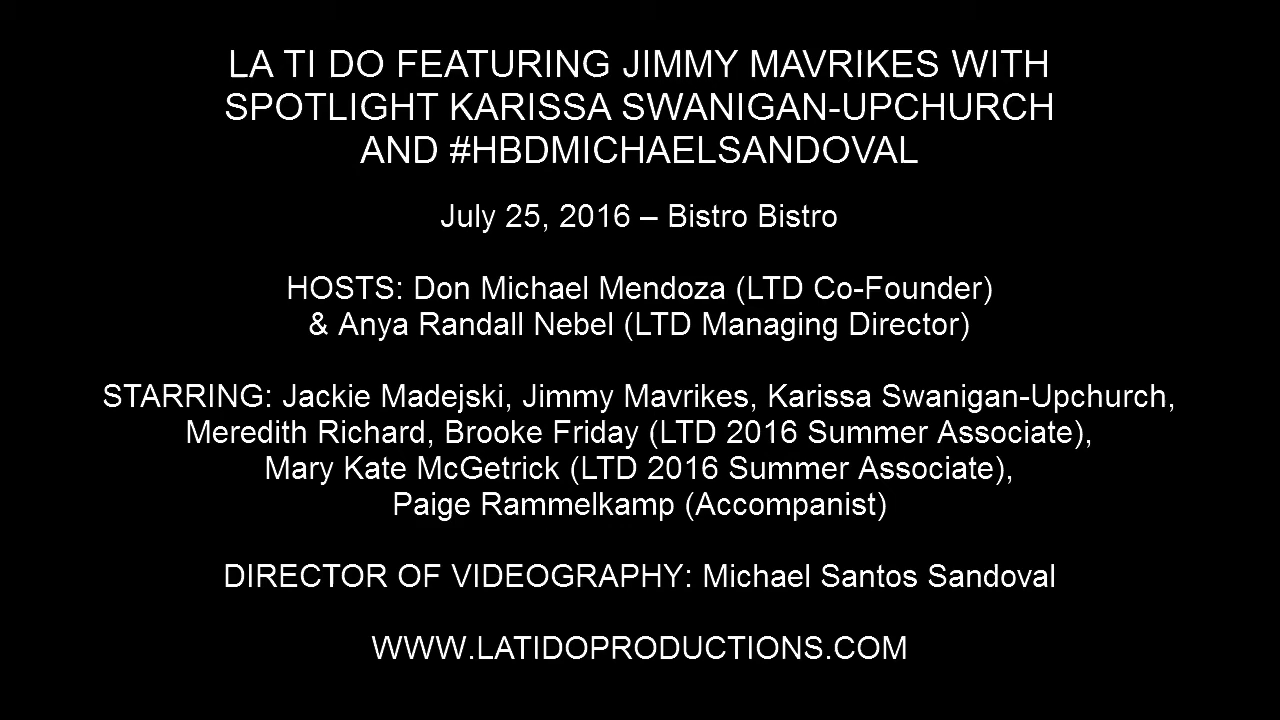 LA TI DO FEATURING JIMMY MAVRIKES WITH
SPOTLIGHT KARISSA SWANIGAN-UPCHURCH
AND #HBDMICHAELSANDOVAL
July 25, 2016 – Bistro Bistro
HOSTS: Don Michael Mendoza (LTD Co-Founder)
& Anya Randall Nebel (LTD Managing Director)
STARRING: Jackie Madejski, Jimmy Mavrikes, Karissa Swanigan-Upchurch,
Meredith Richard, Brooke Friday (LTD 2016 Summer Associate),
Mary Kate McGetrick (LTD 2016 Summer Associate),
Paige Rammelkamp (Accompanist)
DIRECTOR OF VIDEOGRAPHY: Michael Santos Sandoval
WWW.LATIDOPRODUCTIONS.COM